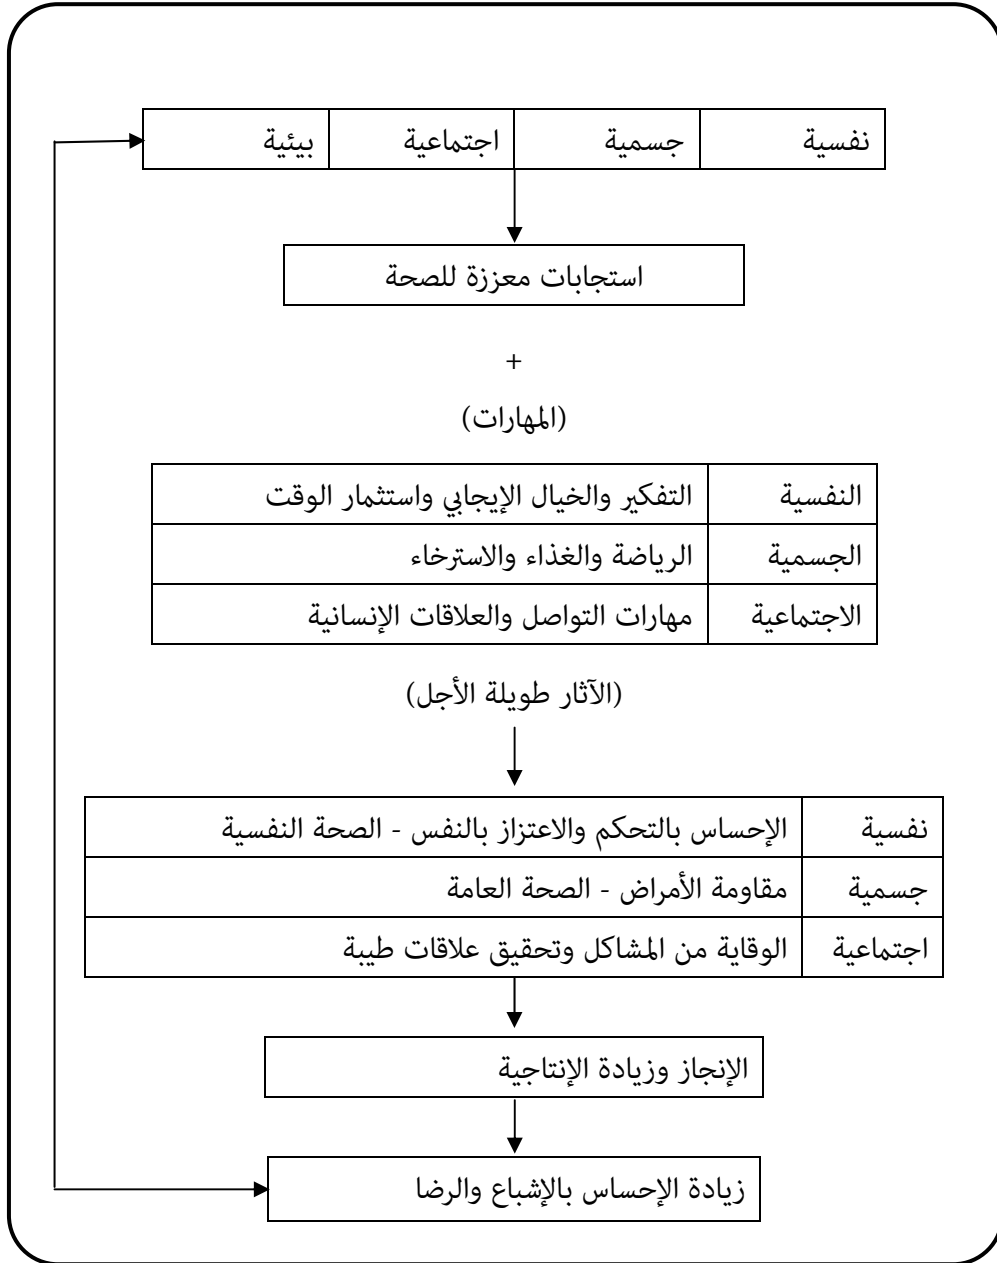 نفسية جسمية اجتماعية بيئية
استجابات معززة للصحة
+
(المهارات)
النفسية التفكير والخيال الإيجابي واستثمار الوقت
الجسمية الرياضة والغذاء والاسترخاء
الاجتماعية مهارات التواصل والعلاقات الإنسانية
(الآثار طويلة الأجل)
نفسية الإحساس بالتحكم والاعتزاز بالنفس - الصحة النفسية
جسمية مقاومة الأمراض - الصحة العامة
اجتماعية الوقاية من المشاكل وتحقيق علاقات طيبة
الإنجاز وزيادة الإنتاجية
زيادة الإحساس بالإشباع والرضا